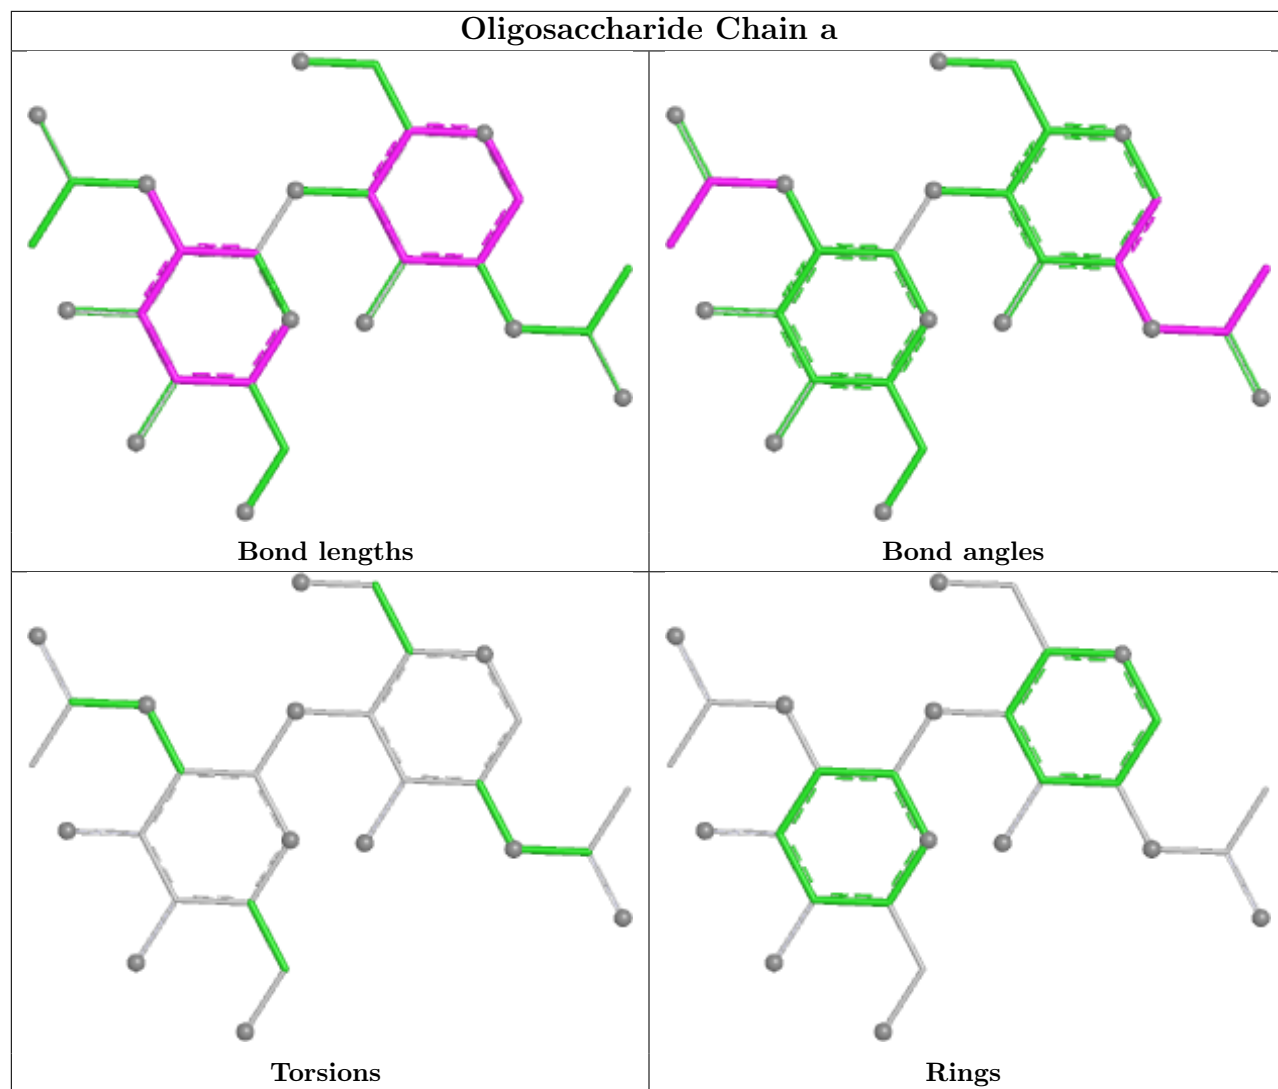 Oligosaccharide Chain a
Bond lengths
Bond angles
Torsions
Rings